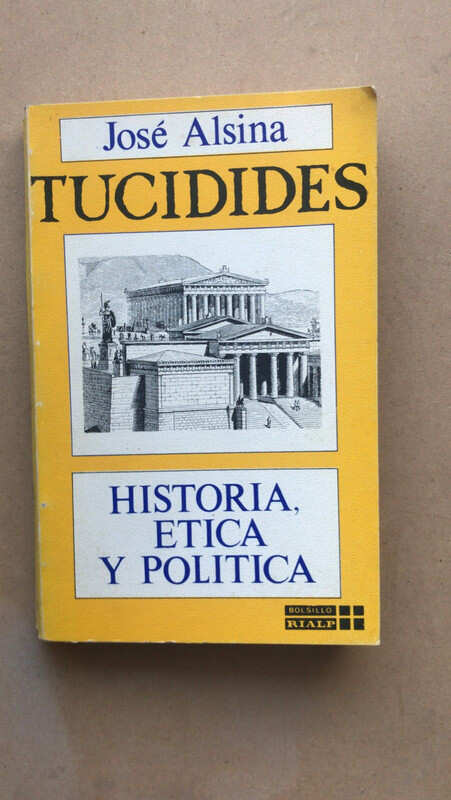 José Alsina
TUCIDIDES
HISTORIA,
ETICA
Y POLITICA
BOLSILLO
RIALP